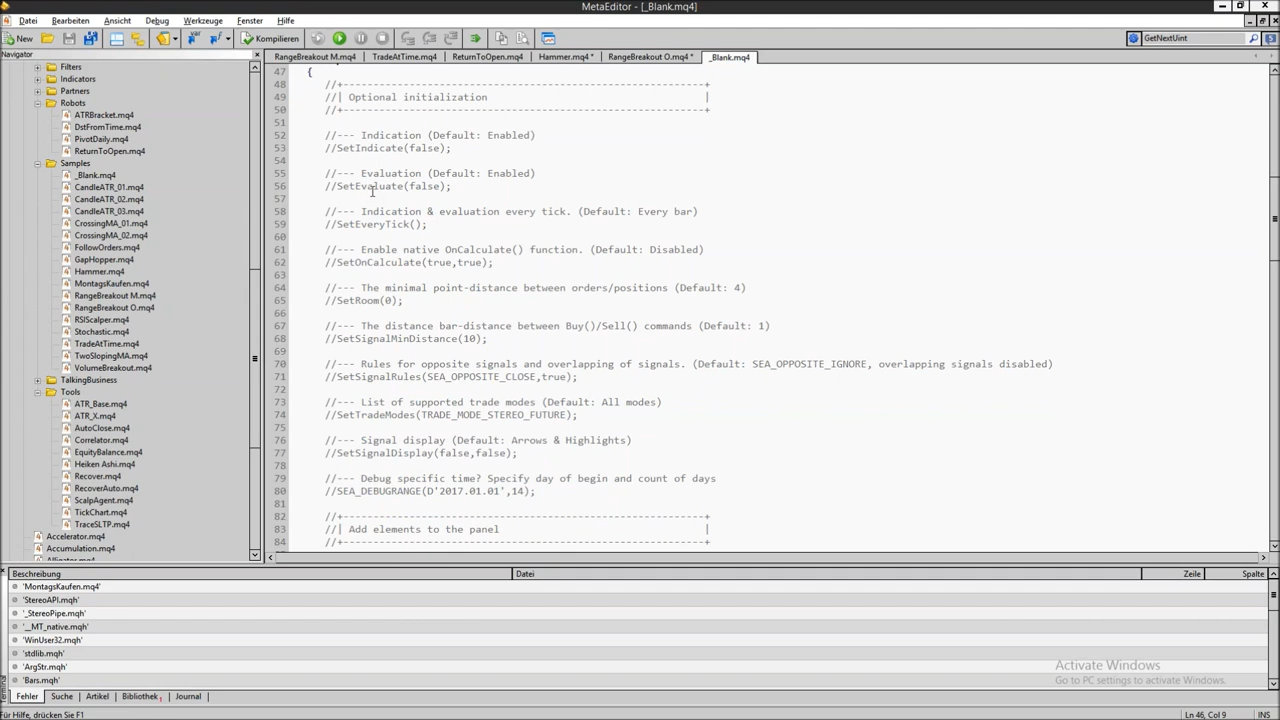 MetaEditor - [_Blank.mq4]
Datei Bearbeiten Ansicht Debug Werkzeuge Fenster Hilfe
New Kompilieren GetNextUint
Navigator
RangeBreakout M.mq4 TradeAtTime.mq4 ReturnToOpen.mq4 Hammer.mq4 * RangeBreakout O.mq4 * _Blank.mq4
Filters
Indicators
Partners
Robots
ATRBracket.mq4
DstFromTime.mq4
PivotDaily.mq4
ReturnToOpen.mq4
Samples
_Blank.mq4
CandleATR_01.mq4
CandleATR_02.mq4
CandleATR_03.mq4
CrossingMA_01.mq4
CrossingMA_02.mq4
FollowOrders.mq4
GapHopper.mq4
Hammer.mq4
MontagsKaufen.mq4
RangeBreakout M.mq4
RangeBreakout O.mq4
RSIScalper.mq4
Stochastic.mq4
TradeAtTime.mq4
TwoSlopingMA.mq4
VolumeBreakout.mq4
TalkingBusiness
Tools
ATR_Base.mq4
ATR_X.mq4
AutoClose.mq4
Correlator.mq4
EquityBalance.mq4
Heiken Ashi.mq4
Recover.mq4
RecoverAuto.mq4
ScalpAgent.mq4
TickChart.mq4
TraceSLTP.mq4
Accelerator.mq4
Accumulation.mq4
Alligator.mq4
47 {
48 //+------------------------------------------------------------+
49 //| Optional initialization |
50 //+------------------------------------------------------------+
51
52 //--- Indication (Default: Enabled)
53 //SetIndicate(false);
54
55 //--- Evaluation (Default: Enabled)
56 //SetEvaluate(false);
57
58 //--- Indication & evaluation every tick. (Default: Every bar)
59 //SetEveryTick();
60
61 //--- Enable native OnCalculate() function. (Default: Disabled)
62 //SetOnCalculate(true,true);
63
64 //--- The minimal point-distance between orders/positions (Default: 4)
65 //SetRoom(0);
66
67 //--- The distance bar-distance between Buy()/Sell() commands (Default: 1)
68 //SetSignalMinDistance(10);
69
70 //--- Rules for opposite signals and overlapping of signals. (Default: SEA_OPPOSITE_IGNORE, overlapping signals disabled)
71 //SetSignalRules(SEA_OPPOSITE_CLOSE,true);
72
73 //--- List of supported trade modes (Default: All modes)
74 //SetTradeModes(TRADE_MODE_STEREO_FUTURE);
75
76 //--- Signal display (Default: Arrows & Highlights)
77 //SetSignalDisplay(false,false);
78
79 //--- Debug specific time? Specify day of begin and count of days
80 //SEA_DEBUGRANGE(D'2017.01.01',14);
81
82 //+------------------------------------------------------------+
83 //| Add elements to the panel |
84 //+------------------------------------------------------------+
Beschreibung Datei Zeile Spalte
'MontagsKaufen.mq4'
'StereoAPI.mqh'
'_StereoPipe.mqh'
'__MT_native.mqh'
'WinUser32.mqh'
'stdlib.mqh'
'ArgStr.mqh'
'Bars.mqh'
Activate Windows
Go to PC settings to activate Windows.
Fehler Suche Artikel Bibliothek Journal
Für Hilfe, drücken Sie F1 Ln 46, Col 9 INS